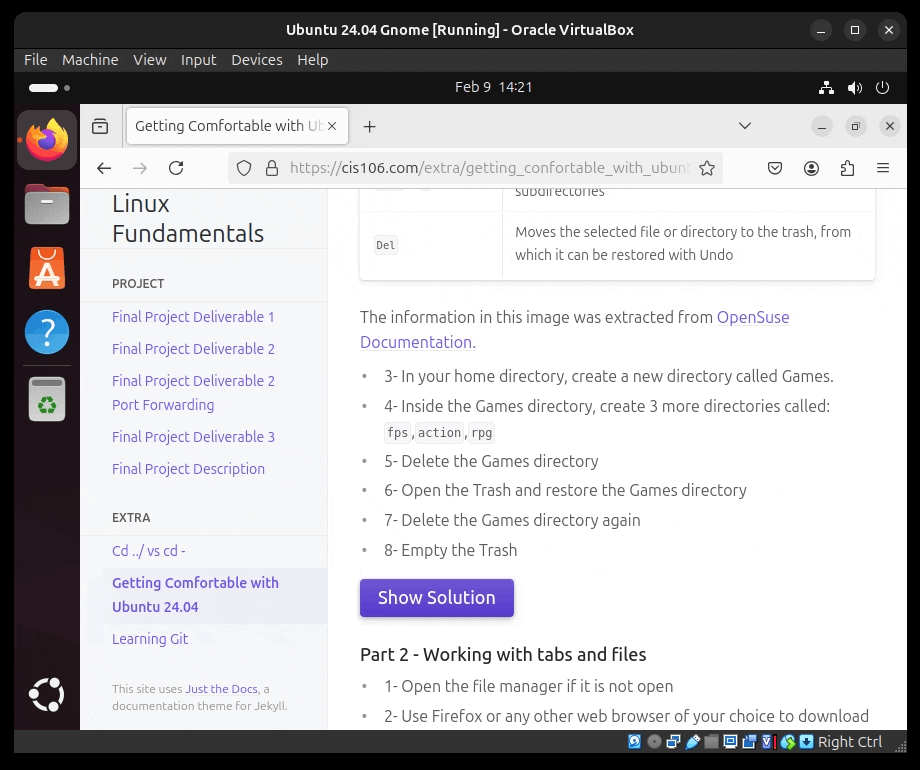 Ubuntu 24.04 Gnome [Running] - Oracle VirtualBox
File Machine View Input Devices Help
Feb 9 14:21
Getting Comfortable with Ub
https://cis106.com/extra/getting_confortable_with_ubun
Linux
Fundamentals
PROJECT
Final Project Deliverable 1
Final Project Deliverable 2
Final Project Deliverable 2
Port Forwarding
Final Project Deliverable 3
Final Project Description
EXTRA
Cd ../ vs cd -
Getting Comfortable with
Ubuntu 24.04
Learning Git
This site uses Just the Docs, a
documentation theme for Jekyll.
subdirectories
Del
Moves the selected file or directory to the trash, from
which it can be restored with Undo
The information in this image was extracted from OpenSuse
Documentation.
• 3- In your home directory, create a new directory called Games.
• 4- Inside the Games directory, create 3 more directories called:
fps, action, rpg
• 5- Delete the Games directory
• 6- Open the Trash and restore the Games directory
• 7- Delete the Games directory again
• 8- Empty the Trash
Show Solution
Part 2 - Working with tabs and files
• 1- Open the file manager if it is not open
• 2- Use Firefox or any other web browser of your choice to download
Right Ctrl